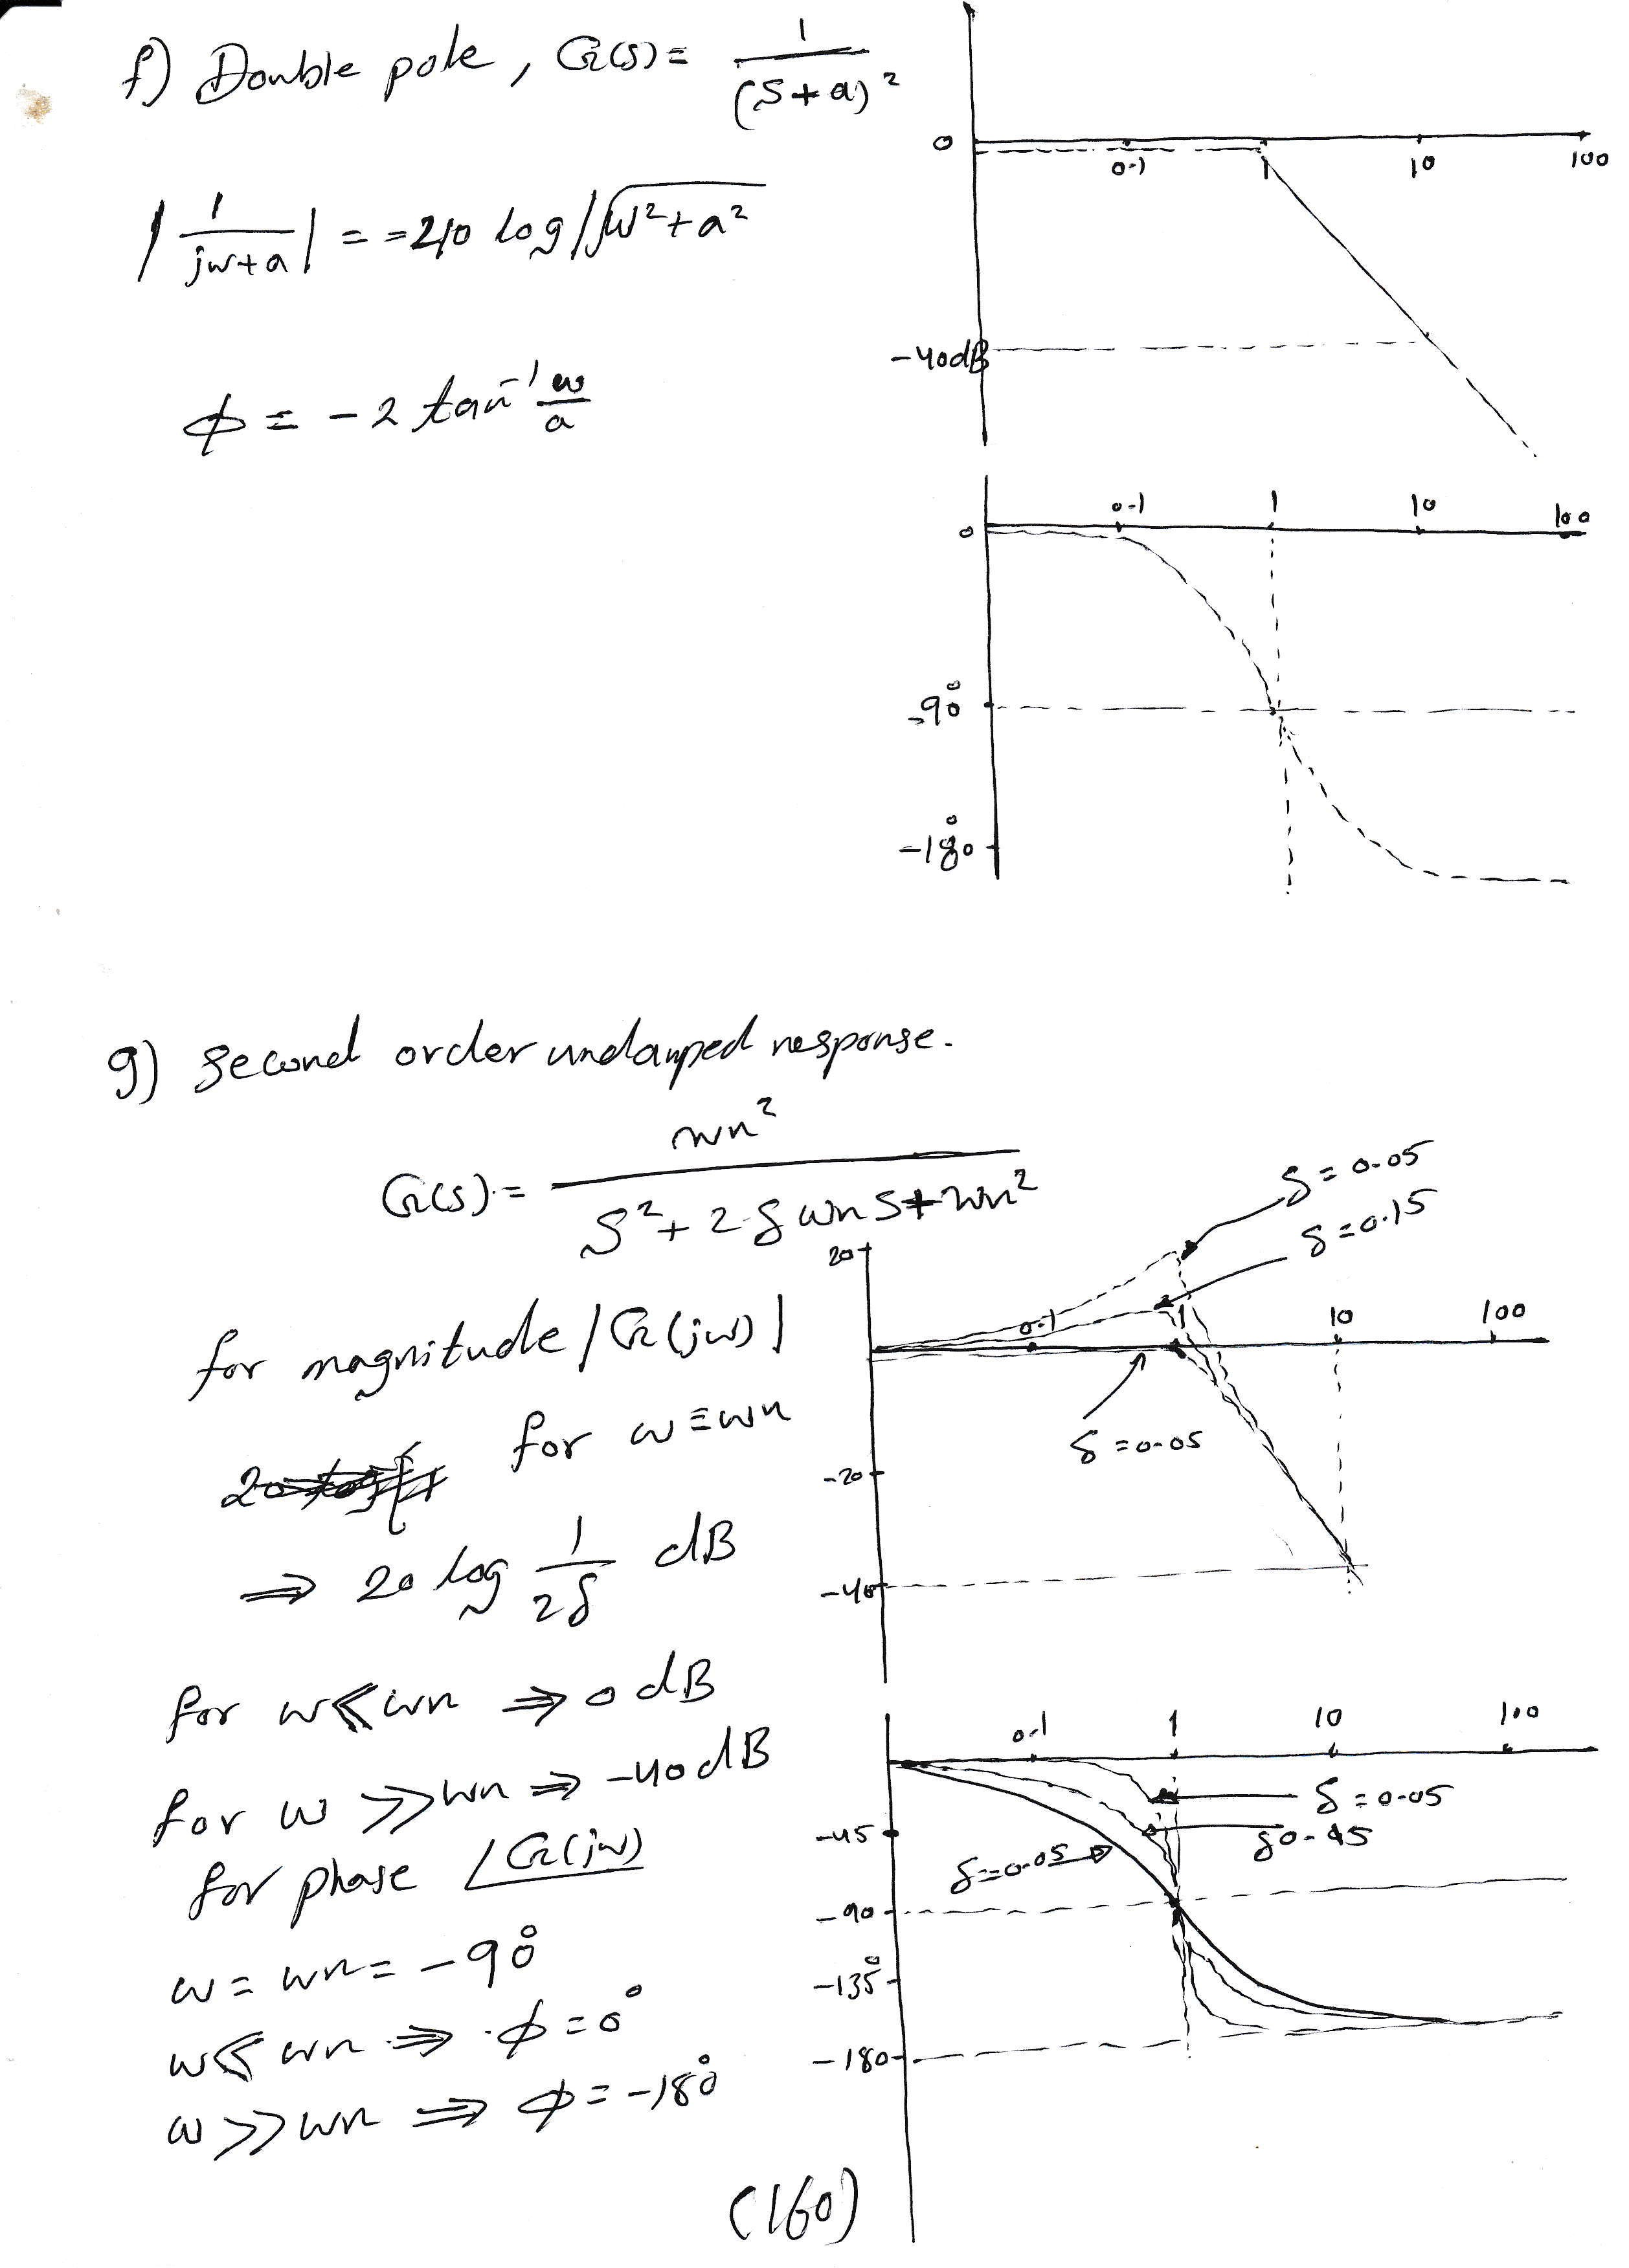 f) Double pole, G(s) = 1/(s+a)²
0 0.1 1 10 100
|1/(jw+a)| = -20 log |√(w²+a²)
-40dB
φ = -2 tan⁻¹ w/a
0.1 1 10 100
0
-90°
-180°
g) Second order undamped response.
G(s) = wn²/(s² + 2δwns + wn²)
δ = 0.05
δ = 0.15
20
0.1 1 10 100
for magnitude |G(jw)|
for w = wn
δ = 0.05
-20
⇒ 20 log 1/2δ dB
-40
for w ≪ wn ⇒ 0 dB
0.1 1 10 100
for w ≫ wn ⇒ -40 dB
δ = 0.05
-45
for phase ∠G(jw)
δ = 0.05
-90
w = wn = -90°
-135°
w ≪ wn ⇒ φ = 0°
-180
w ≫ wn ⇒ φ = -180°
(160)